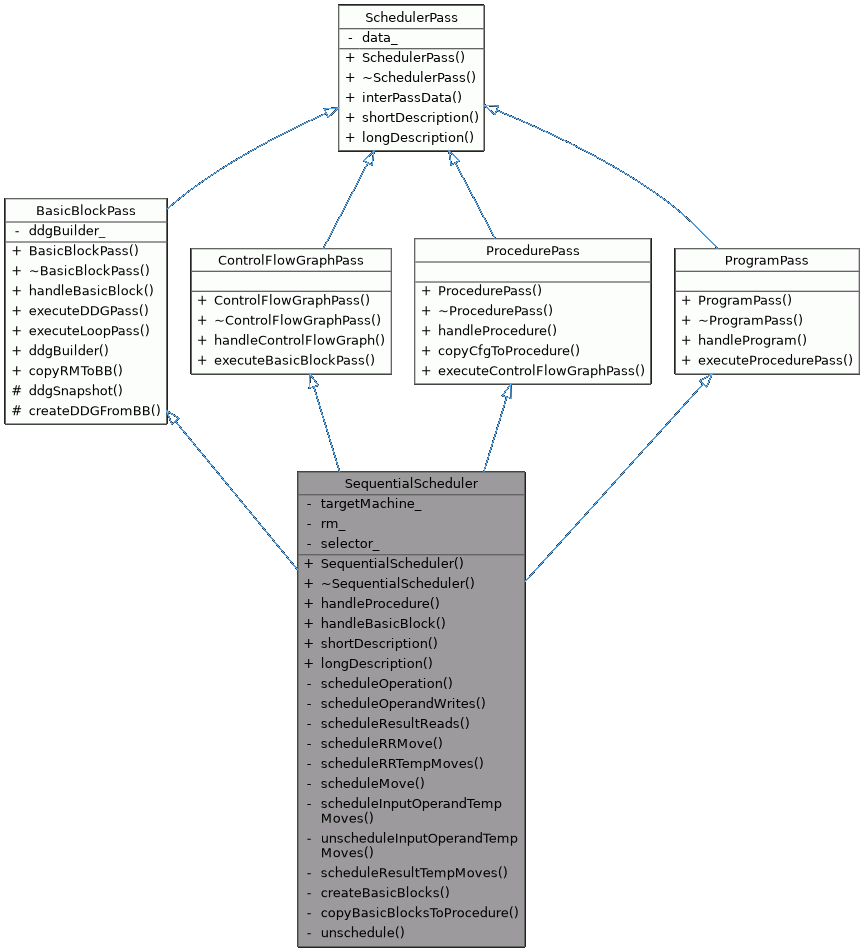 SchedulerPass
- data_
+ SchedulerPass()
+ ~SchedulerPass()
+ interPassData()
+ shortDescription()
+ longDescription()
BasicBlockPass
- ddgBuilder_
+ BasicBlockPass()
+ ~BasicBlockPass()
+ handleBasicBlock()
+ executeDDGPass()
+ executeLoopPass()
+ ddgBuilder()
+ copyRMToBB()
# ddgSnapshot()
# createDDGFromBB()
ControlFlowGraphPass
+ ControlFlowGraphPass()
+ ~ControlFlowGraphPass()
+ handleControlFlowGraph()
+ executeBasicBlockPass()
ProcedurePass
+ ProcedurePass()
+ ~ProcedurePass()
+ handleProcedure()
+ copyCfgToProcedure()
+ executeControlFlowGraphPass()
ProgramPass
+ ProgramPass()
+ ~ProgramPass()
+ handleProgram()
+ executeProcedurePass()
SequentialScheduler
- targetMachine_
- rm_
- selector_
+ SequentialScheduler()
+ ~SequentialScheduler()
+ handleProcedure()
+ handleBasicBlock()
+ shortDescription()
+ longDescription()
- scheduleOperation()
- scheduleOperandWrites()
- scheduleResultReads()
- scheduleRRMove()
- scheduleRRTempMoves()
- scheduleMove()
- scheduleInputOperandTemp
Moves()
- unscheduleInputOperandTemp
Moves()
- scheduleResultTempMoves()
- createBasicBlocks()
- copyBasicBlocksToProcedure()
- unschedule()